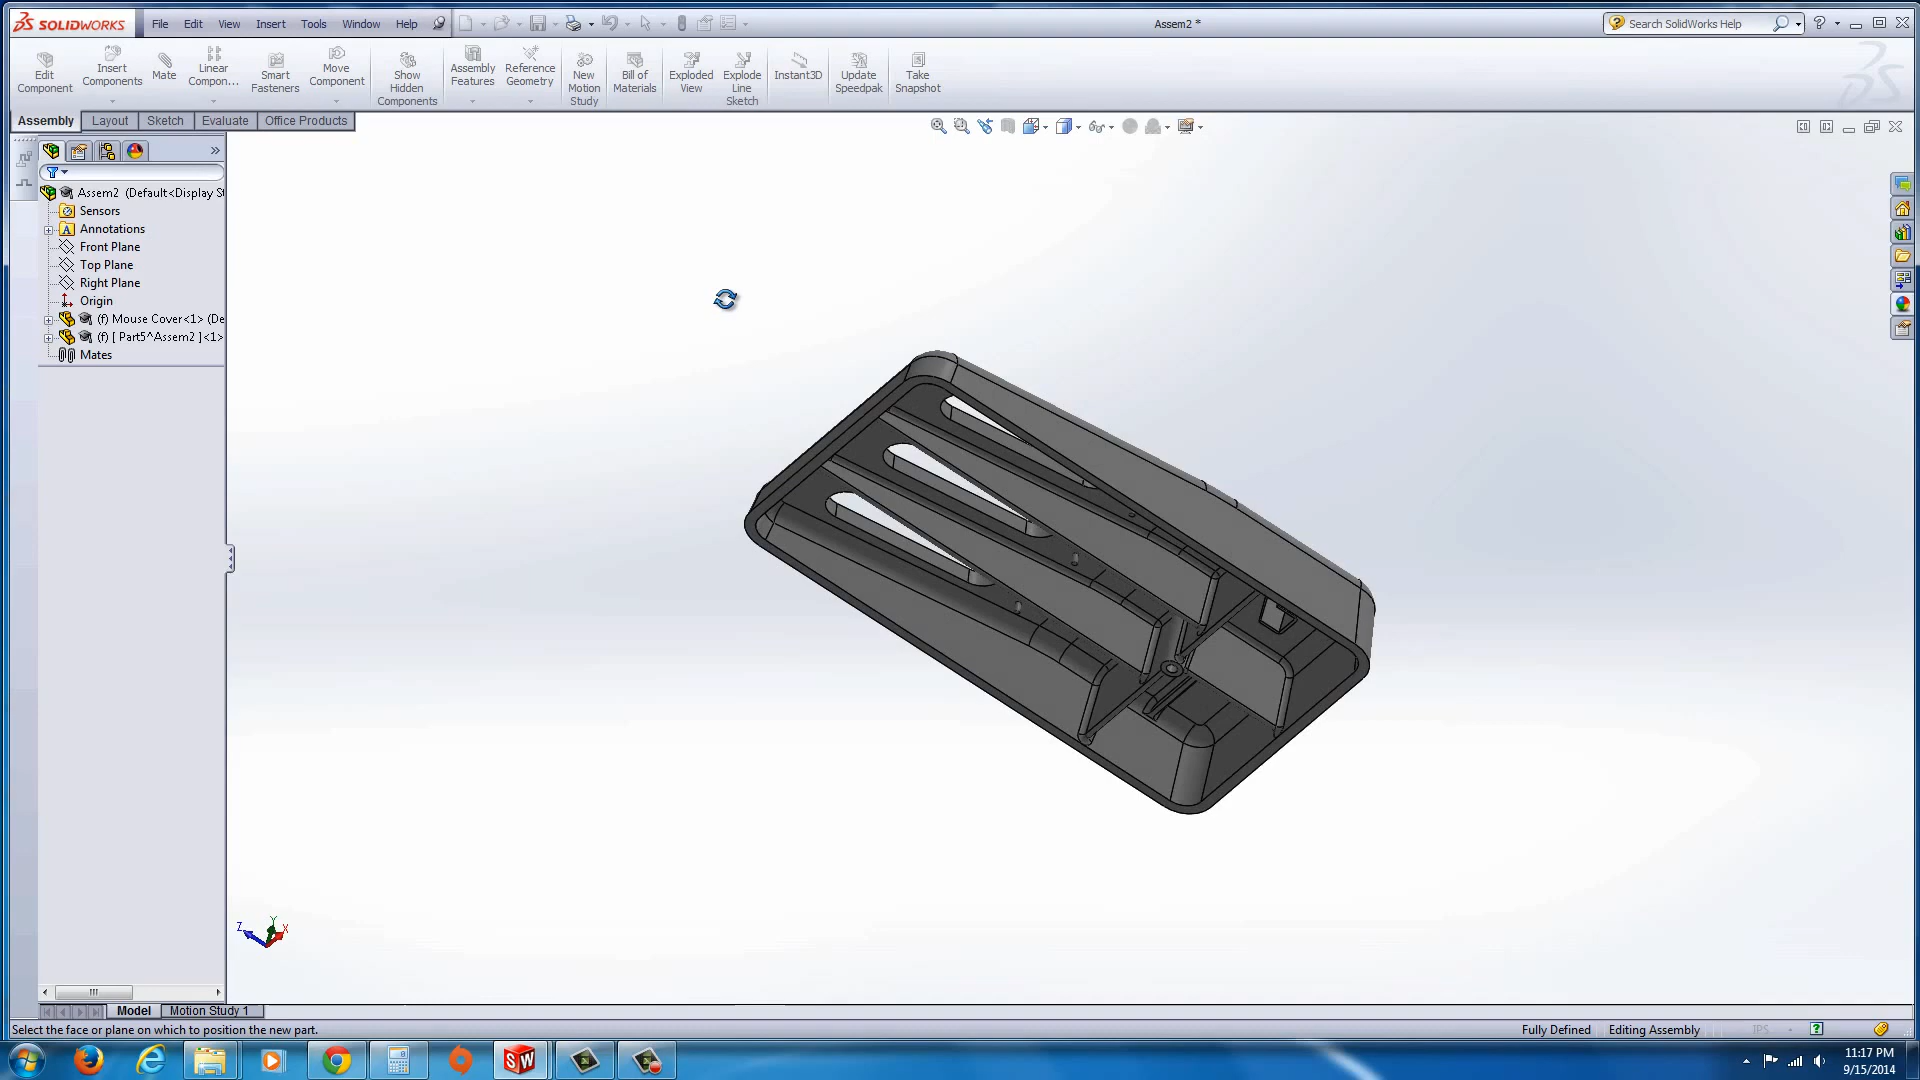 SOLIDWORKS File Edit View Insert Tools Window Help Assem2 * Search SolidWorks Help
Edit Component
Insert Components
Mate
Linear Compon...
Smart Fasteners
Move Component
Show Hidden Components
Assembly Features
Reference Geometry
New Motion Study
Bill of Materials
Exploded View
Explode Line Sketch
Instant3D
Update Speedpak
Take Snapshot
Assembly Layout Sketch Evaluate Office Products
Assem2 (Default<Display St
Sensors
Annotations
Front Plane
Top Plane
Right Plane
Origin
(f) Mouse Cover<1> (De
(f) [ Part5^Assem2 ]<1>
Mates
Z Y X
Model Motion Study 1
Select the face or plane on which to position the new part. Fully Defined Editing Assembly IPS
11:17 PM
9/15/2014